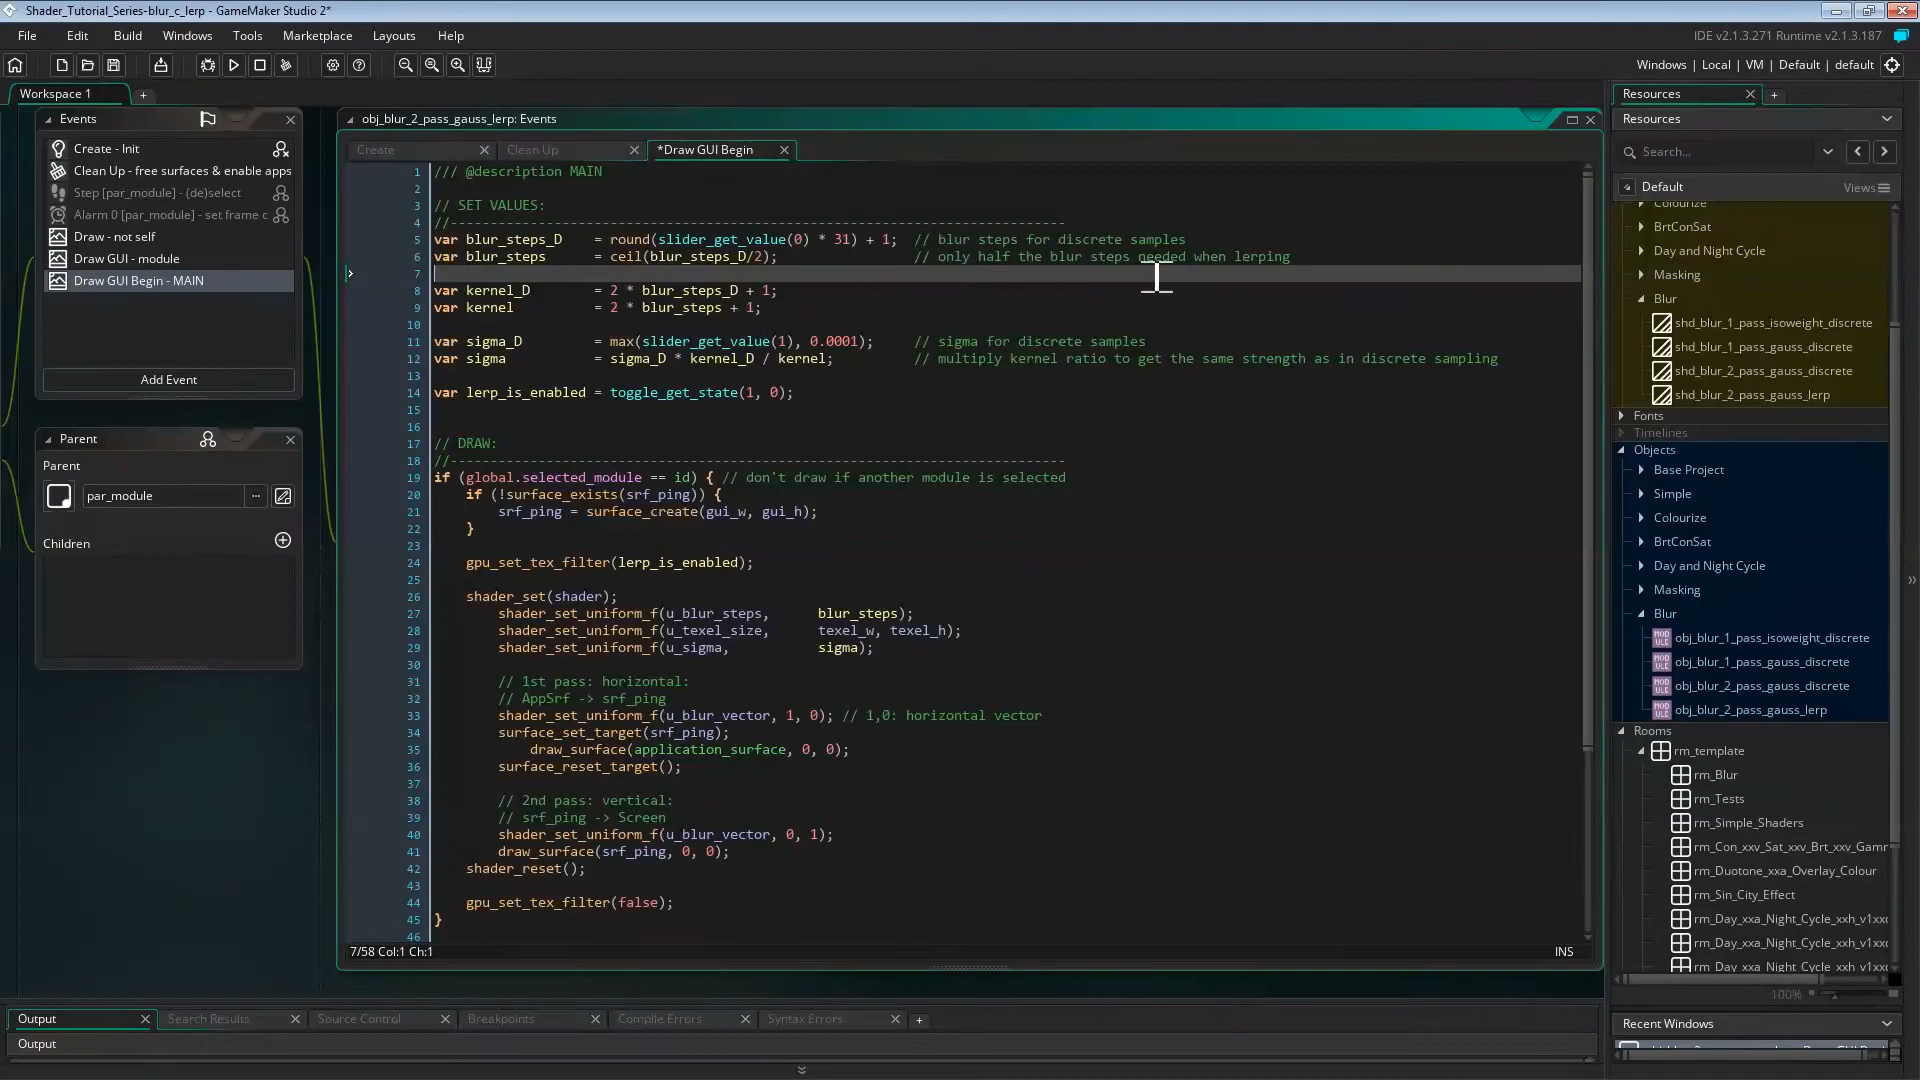 Shader_Tutorial_Series-blur_c_lerp - GameMaker Studio 2*
File Edit Build Windows Tools Marketplace Layouts Help
IDE v2.1.3.271 Runtime v2.1.3.187
Windows | Local | VM | Default | default
Workspace 1
Events
Create - Init
Clean Up - free surfaces & enable apps
Step [par_module] - (de)select
Alarm 0 [par_module] - set frame c
Draw - not self
Draw GUI - module
Draw GUI Begin - MAIN
Add Event
Parent
Parent
par_module
...
Children
obj_blur_2_pass_gauss_lerp: Events
Create
Clean Up
*Draw GUI Begin
1 /// @description MAIN
2
3 // SET VALUES:
4 //-----------------------------------------------------------------------------
5 var blur_steps_D    = round(slider_get_value(0) * 31) + 1;  // blur steps for discrete samples
6 var blur_steps      = ceil(blur_steps_D/2);                 // only half the blur steps needed when lerping
7
8 var kernel_D        = 2 * blur_steps_D + 1;
9 var kernel          = 2 * blur_steps + 1;
10
11 var sigma_D         = max(slider_get_value(1), 0.0001);     // sigma for discrete samples
12 var sigma           = sigma_D * kernel_D / kernel;          // multiply kernel ratio to get the same strength as in discrete sampling
13
14 var lerp_is_enabled = toggle_get_state(1, 0);
15
16
17 // DRAW:
18 //-----------------------------------------------------------------------------
19 if (global.selected_module == id) { // don't draw if another module is selected
20     if (!surface_exists(srf_ping)) {
21         srf_ping = surface_create(gui_w, gui_h);
22     }
23
24     gpu_set_tex_filter(lerp_is_enabled);
25
26     shader_set(shader);
27         shader_set_uniform_f(u_blur_steps,      blur_steps);
28         shader_set_uniform_f(u_texel_size,      texel_w, texel_h);
29         shader_set_uniform_f(u_sigma,           sigma);
30
31         // 1st pass: horizontal:
32         // AppSrf -> srf_ping
33         shader_set_uniform_f(u_blur_vector, 1, 0); // 1,0: horizontal vector
34         surface_set_target(srf_ping);
35             draw_surface(application_surface, 0, 0);
36         surface_reset_target();
37
38         // 2nd pass: vertical:
39         // srf_ping -> Screen
40         shader_set_uniform_f(u_blur_vector, 0, 1);
41         draw_surface(srf_ping, 0, 0);
42     shader_reset();
43
44     gpu_set_tex_filter(false);
45 }
46
7/58 Col:1 Ch:1
INS
Resources
Resources
Search...
Default
Views
Colourize
BrtConSat
Day and Night Cycle
Masking
Blur
shd_blur_1_pass_isoweight_discrete
shd_blur_1_pass_gauss_discrete
shd_blur_2_pass_gauss_discrete
shd_blur_2_pass_gauss_lerp
Fonts
Timelines
Objects
Base Project
Simple
Colourize
BrtConSat
Day and Night Cycle
Masking
Blur
obj_blur_1_pass_isoweight_discrete
obj_blur_1_pass_gauss_discrete
obj_blur_2_pass_gauss_discrete
obj_blur_2_pass_gauss_lerp
Rooms
rm_template
rm_Blur
rm_Tests
rm_Simple_Shaders
rm_Con_xxv_Sat_xxv_Brt_xxv_Gamr
rm_Duotone_xxa_Overlay_Colour
rm_Sin_City_Effect
rm_Day_xxa_Night_Cycle_xxh_v1xxc
rm_Day_xxa_Night_Cycle_xxh_v1xxc
rm_Day_xxa_Night_Cycle_xxh_v1xxc
100%
Recent Windows
Output
Search Results
Source Control
Breakpoints
Compile Errors
Syntax Errors
Output